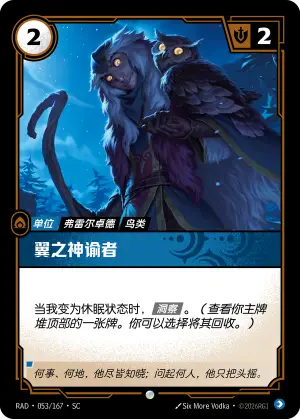 2
2
单位 弗雷尔卓德 鸟类
翼之神谕者
当我变为休眠状态时，洞察。（查看你主牌
堆顶部的一张牌。你可以选择将其回收。）
何事、何地，他尽皆知晓；问起何人，他只把头摇。
RAD • 053/167 • SC
Six More Vodka
©2026RGI